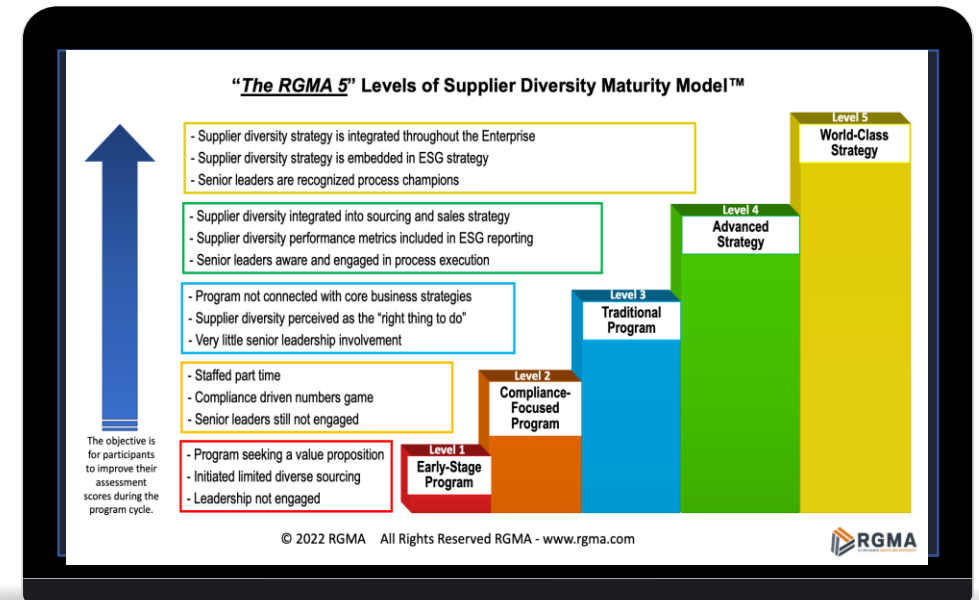 “The RGMA 5” Levels of Supplier Diversity Maturity Model™
Level 5
World-Class
Strategy
- Supplier diversity strategy is integrated throughout the Enterprise
- Supplier diversity strategy is embedded in ESG strategy
- Senior leaders are recognized process champions
Level 4
Advanced
Strategy
- Supplier diversity integrated into sourcing and sales strategy
- Supplier diversity performance metrics included in ESG reporting
- Senior leaders aware and engaged in process execution
Level 3
Traditional
Program
- Program not connected with core business strategies
- Supplier diversity perceived as the “right thing to do”
- Very little senior leadership involvement
Level 2
Compliance-
Focused
Program
- Staffed part time
- Compliance driven numbers game
- Senior leaders still not engaged
Level 1
Early-Stage
Program
- Program seeking a value proposition
- Initiated limited diverse sourcing
- Leadership not engaged
The objective is
for participants
to improve their
assessment
scores during the
program cycle.
© 2022 RGMA All Rights Reserved RGMA - www.rgma.com
RGMA